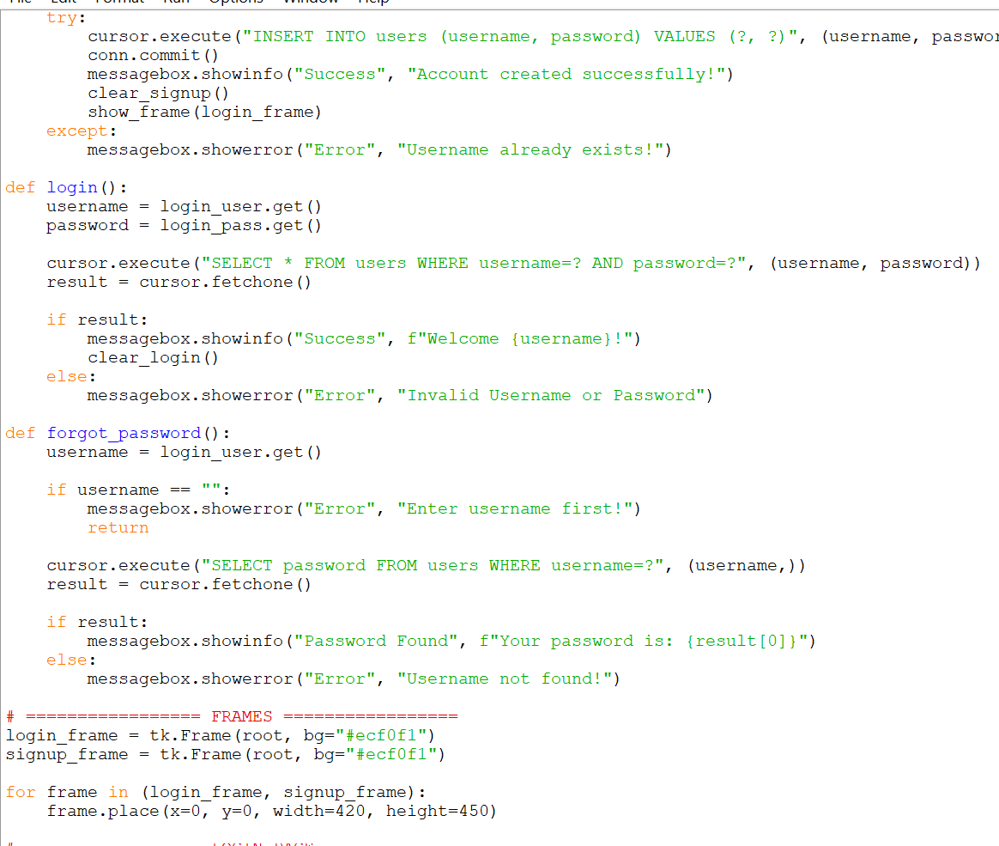 File Edit Format Run Options Window Help
    try:
        cursor.execute("INSERT INTO users (username, password) VALUES (?, ?)", (username,
        conn.commit()
        messagebox.showinfo("Success", "Account created successfully!")
        clear_signup()
        show_frame(login_frame)
    except:
        messagebox.showerror("Error", "Username already exists!")

def login():
    username = login_user.get()
    password = login_pass.get()

    cursor.execute("SELECT * FROM users WHERE username=? AND password=?", (username, password))
    result = cursor.fetchone()

    if result:
        messagebox.showinfo("Success", f"Welcome {username}!")
        clear_login()
    else:
        messagebox.showerror("Error", "Invalid Username or Password")

def forgot_password():
    username = login_user.get()

    if username == "":
        messagebox.showerror("Error", "Enter username first!")
        return

    cursor.execute("SELECT password FROM users WHERE username=?", (username,))
    result = cursor.fetchone()

    if result:
        messagebox.showinfo("Password Found", f"Your password is: {result[0]}")
    else:
        messagebox.showerror("Error", "Username not found!")

# ================= FRAMES =================
login_frame = tk.Frame(root, bg="#ecf0f1")
signup_frame = tk.Frame(root, bg="#ecf0f1")

for frame in (login_frame, signup_frame):
    frame.place(x=0, y=0, width=420, height=450)